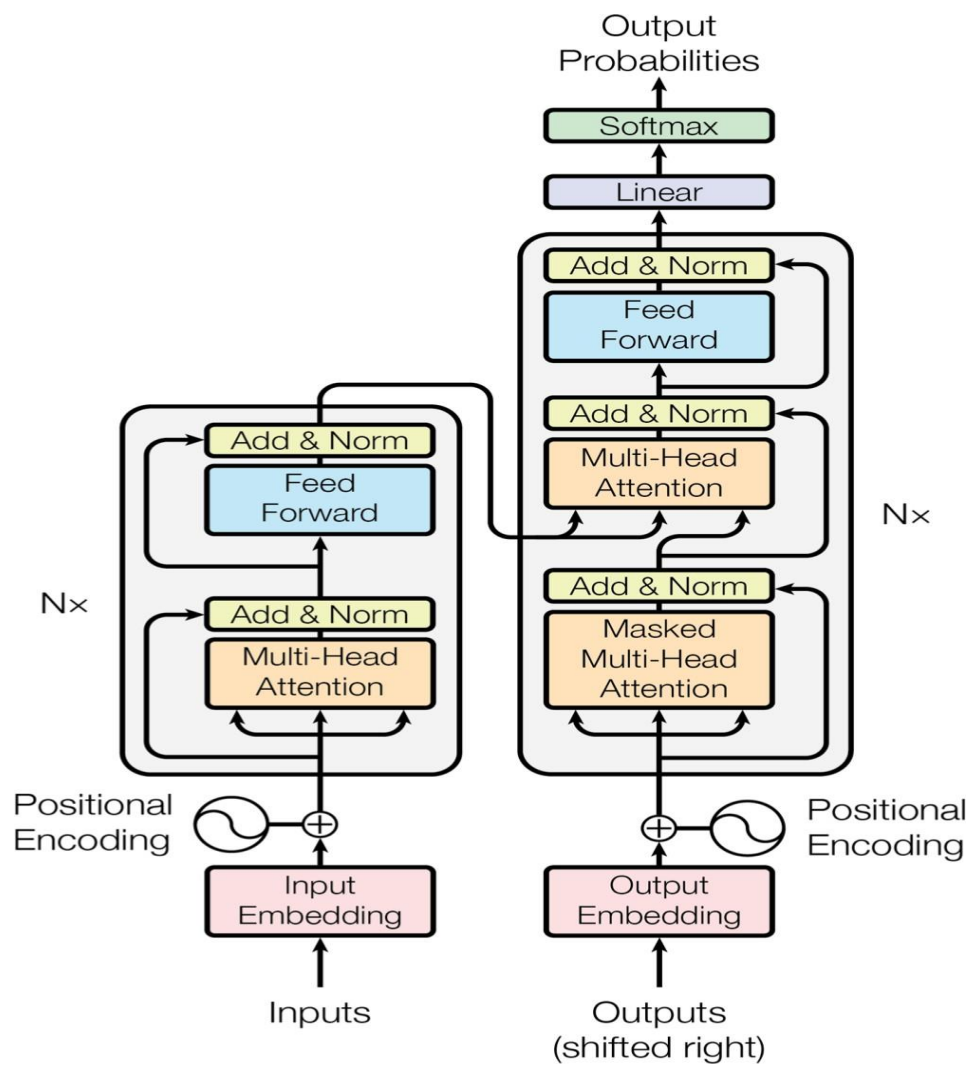 Output
Probabilities
Softmax
Linear
Add & Norm
Feed
Forward
Add & Norm
Multi-Head
Attention
Add & Norm
Masked
Multi-Head
Attention
Nx
Add & Norm
Feed
Forward
Add & Norm
Multi-Head
Attention
Nx
Positional
Encoding
Positional
Encoding
Input
Embedding
Output
Embedding
Inputs
Outputs
(shifted right)